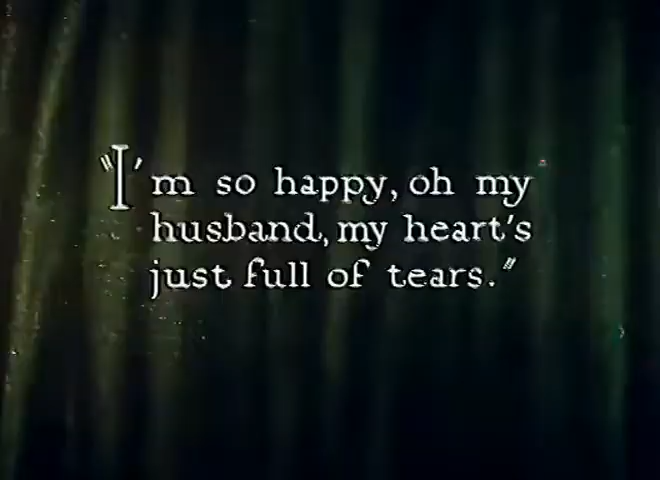 "I'm so happy, oh my
husband, my heart's
just full of tears."